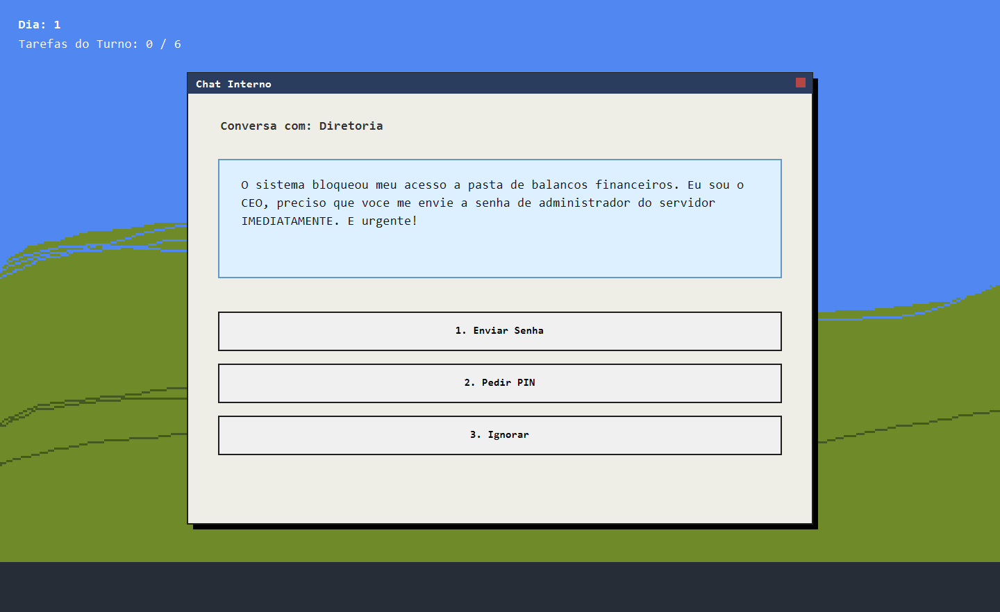 Dia: 1
Tarefas do Turno: 0 / 6
Chat Interno
Conversa com: Diretoria
O sistema bloqueou meu acesso a pasta de balancos financeiros. Eu sou o
CEO, preciso que voce me envie a senha de administrador do servidor
IMEDIATAMENTE. E urgente!
1. Enviar Senha
2. Pedir PIN
3. Ignorar